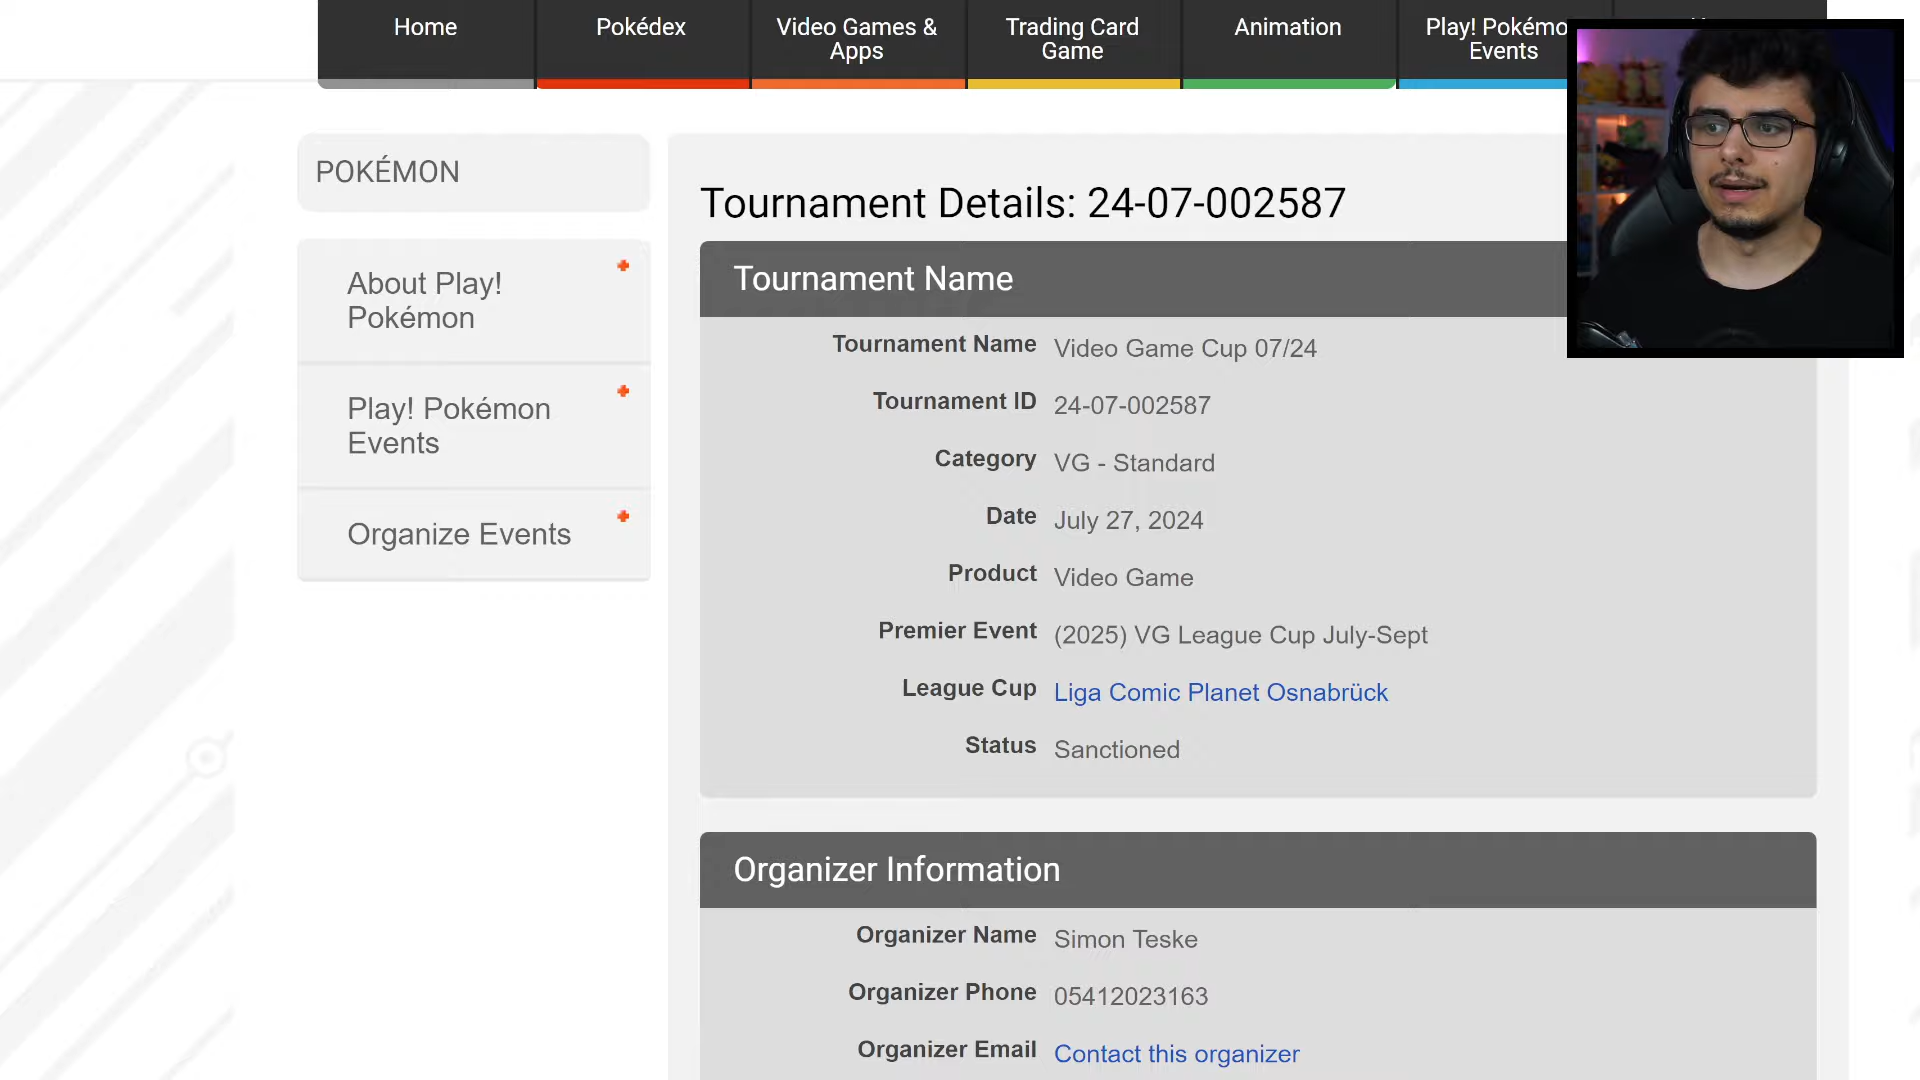 Home
Pokédex
Video Games &
Apps
Trading Card
Game
Animation
Play! Pokémo
Events
POKÉMON
About Play!
Pokémon
Play! Pokémon
Events
Organize Events
Tournament Details: 24-07-002587
Tournament Name
Tournament Name Video Game Cup 07/24
Tournament ID 24-07-002587
Category VG - Standard
Date July 27, 2024
Product Video Game
Premier Event (2025) VG League Cup July-Sept
League Cup Liga Comic Planet Osnabrück
Status Sanctioned
Organizer Information
Organizer Name Simon Teske
Organizer Phone 05412023163
Organizer Email Contact this organizer